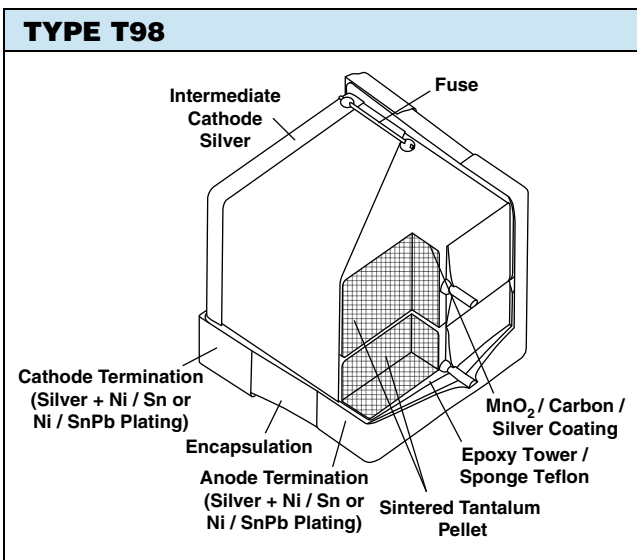 TYPE T98
Intermediate
Cathode
Silver
Fuse
Cathode Termination
(Silver + Ni / Sn or
Ni / SnPb Plating)
Encapsulation
Anode Termination
(Silver + Ni / Sn or
Ni / SnPb Plating)
MnO₂ / Carbon /
Silver Coating
Epoxy Tower /
Sponge Teflon
Sintered Tantalum
Pellet